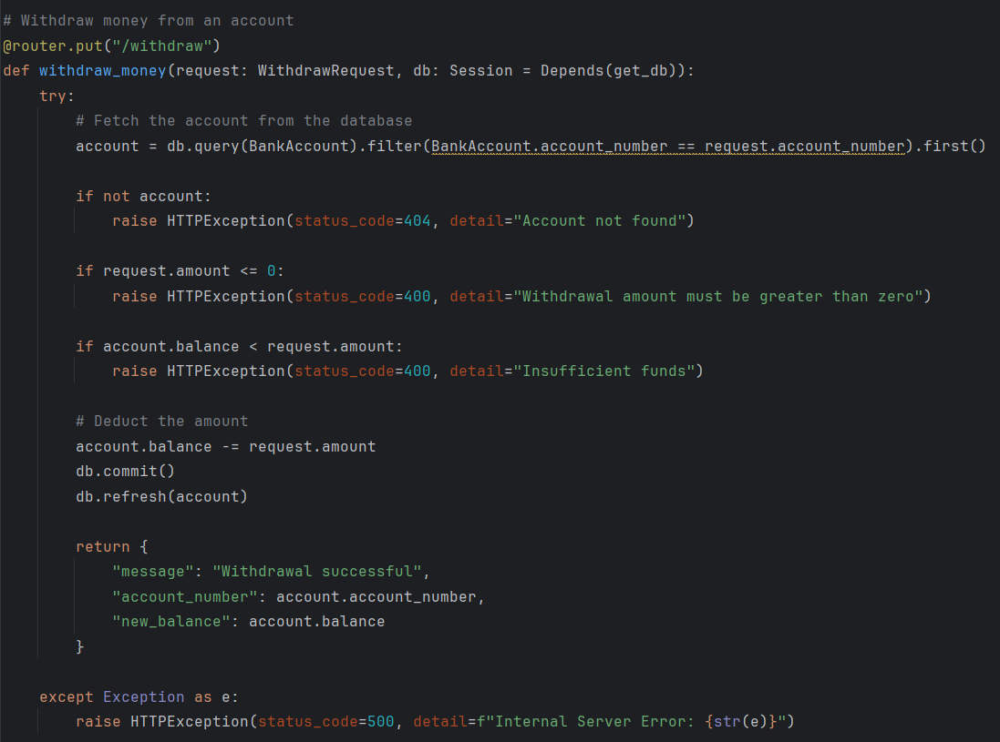 # Withdraw money from an account
@router.put("/withdraw")
def withdraw_money(request: WithdrawRequest, db: Session = Depends(get_db)):
    try:
        # Fetch the account from the database
        account = db.query(BankAccount).filter(BankAccount.account_number == request.account_number).first()

        if not account:
            raise HTTPException(status_code=404, detail="Account not found")

        if request.amount <= 0:
            raise HTTPException(status_code=400, detail="Withdrawal amount must be greater than zero")

        if account.balance < request.amount:
            raise HTTPException(status_code=400, detail="Insufficient funds")

        # Deduct the amount
        account.balance -= request.amount
        db.commit()
        db.refresh(account)

        return {
            "message": "Withdrawal successful",
            "account_number": account.account_number,
            "new_balance": account.balance
        }

    except Exception as e:
        raise HTTPException(status_code=500, detail=f"Internal Server Error: {str(e)}")